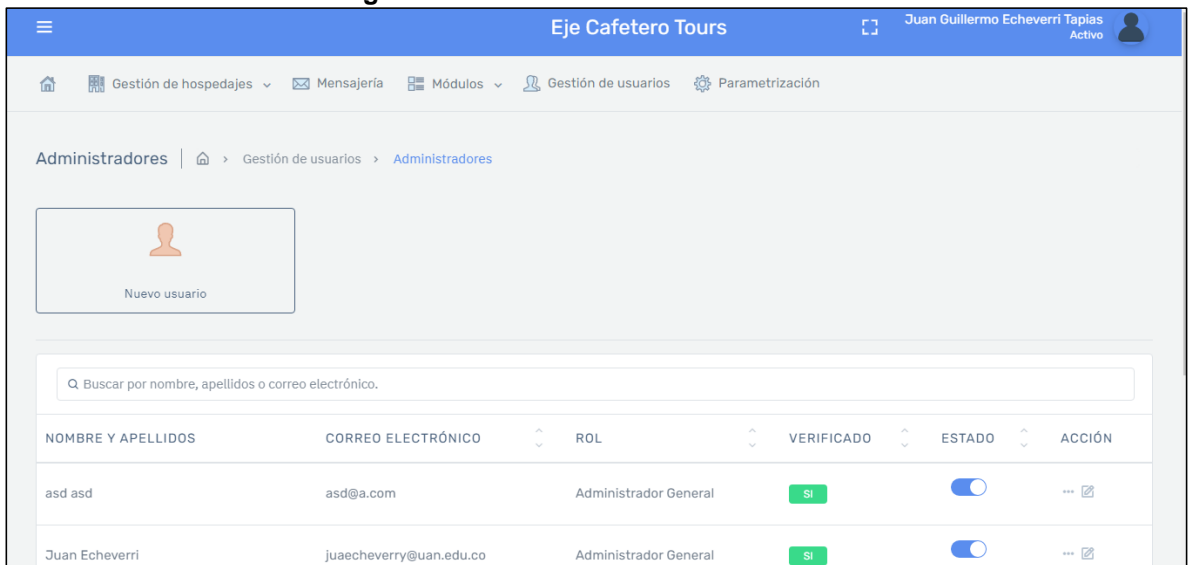 Eje Cafetero Tours
Juan Guillermo Echeverri Tapias
Activo
Gestión de hospedajes Mensajería Módulos Gestión de usuarios Parametrización
Administradores Gestión de usuarios Administradores
Nuevo usuario
Buscar por nombre, apellidos o correo electrónico.
NOMBRE Y APELLIDOS CORREO ELECTRÓNICO ROL VERIFICADO ESTADO ACCIÓN
asd asd asd@a.com Administrador General SI
Juan Echeverri juaecheverry@uan.edu.co Administrador General SI